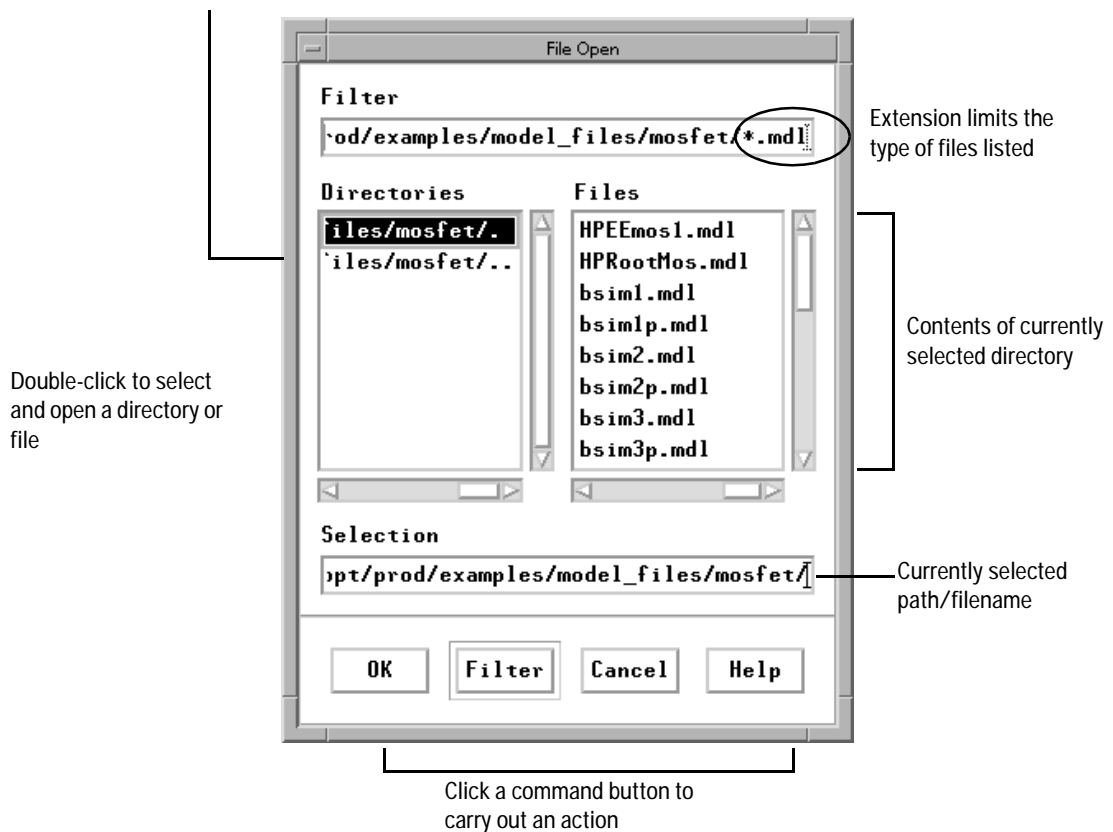 File Open
Filter
od/examples/model_files/mosfet/*.mdl
Extension limits the
type of files listed
Directories
Files
iles/mosfet/.
iles/mosfet/..
HPEEmos1.mdl
HPRootMos.mdl
bsim1.mdl
bsim1p.mdl
bsim2.mdl
bsim2p.mdl
bsim3.mdl
bsim3p.mdl
Contents of currently
selected directory
Double-click to select
and open a directory or
file
Selection
pt/prod/examples/model_files/mosfet/
Currently selected
path/filename
OK
Filter
Cancel
Help
Click a command button to
carry out an action